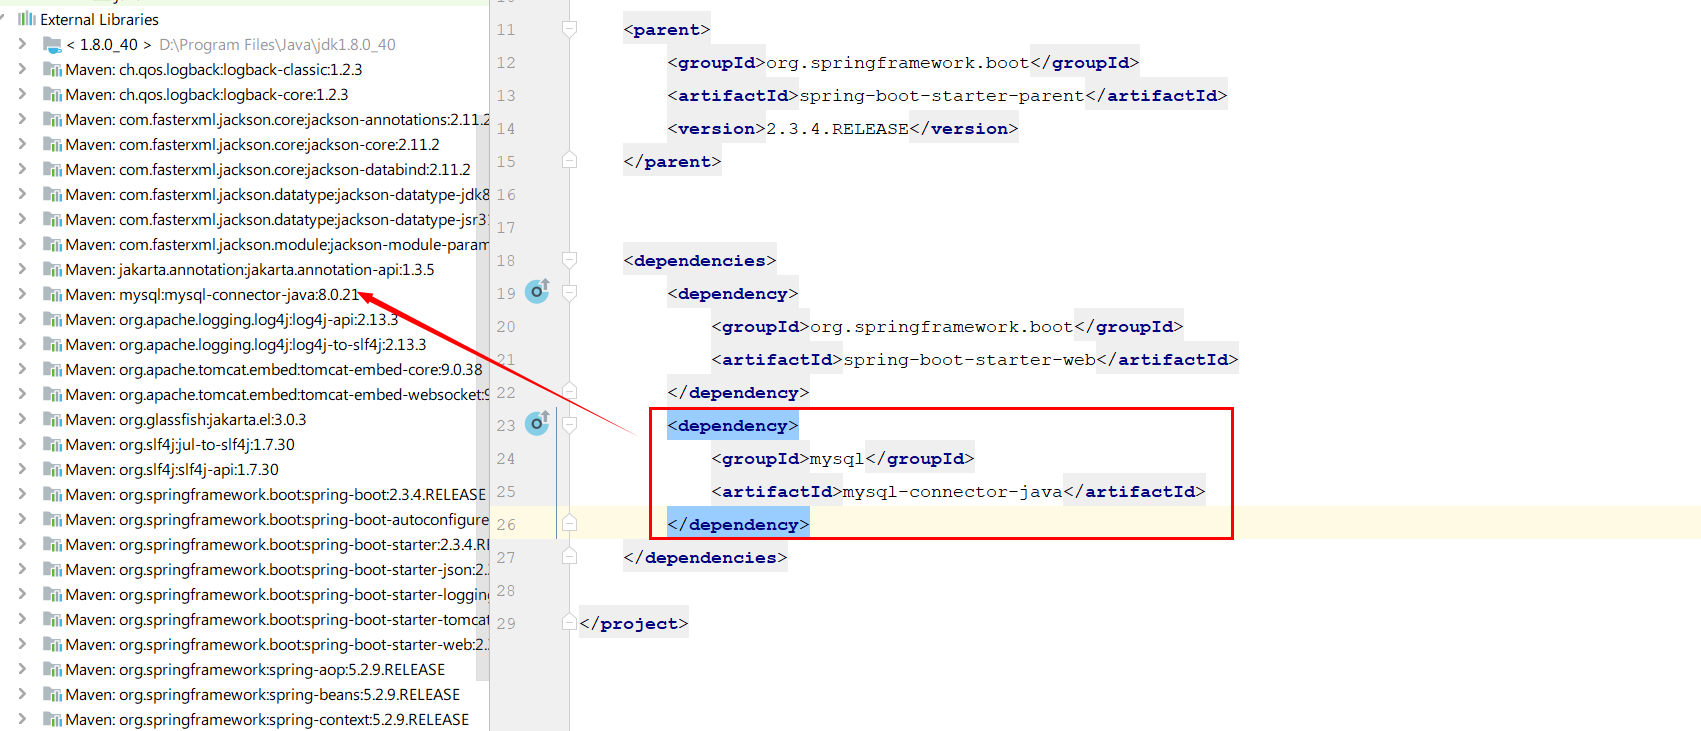 External Libraries
< 1.8.0_40 > D:\Program Files\Java\jdk1.8.0_40
Maven: ch.qos.logback:logback-classic:1.2.3
Maven: ch.qos.logback:logback-core:1.2.3
Maven: com.fasterxml.jackson.core:jackson-annotations:2.11.2
Maven: com.fasterxml.jackson.core:jackson-core:2.11.2
Maven: com.fasterxml.jackson.core:jackson-databind:2.11.2
Maven: com.fasterxml.jackson.datatype:jackson-datatype-jdk8
Maven: com.fasterxml.jackson.datatype:jackson-datatype-jsr3
Maven: com.fasterxml.jackson.module:jackson-module-param
Maven: jakarta.annotation:jakarta.annotation-api:1.3.5
Maven: mysql:mysql-connector-java:8.0.21
Maven: org.apache.logging.log4j:log4j-api:2.13.3
Maven: org.apache.logging.log4j:log4j-to-slf4j:2.13.3
Maven: org.apache.tomcat.embed:tomcat-embed-core:9.0.38
Maven: org.apache.tomcat.embed:tomcat-embed-websocket:9
Maven: org.glassfish:jakarta.el:3.0.3
Maven: org.slf4j:jul-to-slf4j:1.7.30
Maven: org.slf4j:slf4j-api:1.7.30
Maven: org.springframework.boot:spring-boot:2.3.4.RELEASE
Maven: org.springframework.boot:spring-boot-autoconfigure
Maven: org.springframework.boot:spring-boot-starter:2.3.4.RE
Maven: org.springframework.boot:spring-boot-starter-json:2.
Maven: org.springframework.boot:spring-boot-starter-logging
Maven: org.springframework.boot:spring-boot-starter-tomcat
Maven: org.springframework.boot:spring-boot-starter-web:2.
Maven: org.springframework:spring-aop:5.2.9.RELEASE
Maven: org.springframework:spring-beans:5.2.9.RELEASE
Maven: org.springframework:spring-context:5.2.9.RELEASE
11 <parent>
12 <groupId>org.springframework.boot</groupId>
13 <artifactId>spring-boot-starter-parent</artifactId>
14 <version>2.3.4.RELEASE</version>
15 </parent>
16
17
18 <dependencies>
19 <dependency>
20 <groupId>org.springframework.boot</groupId>
21 <artifactId>spring-boot-starter-web</artifactId>
22 </dependency>
23 <dependency>
24 <groupId>mysql</groupId>
25 <artifactId>mysql-connector-java</artifactId>
26 </dependency>
27 </dependencies>
28
29 </project>